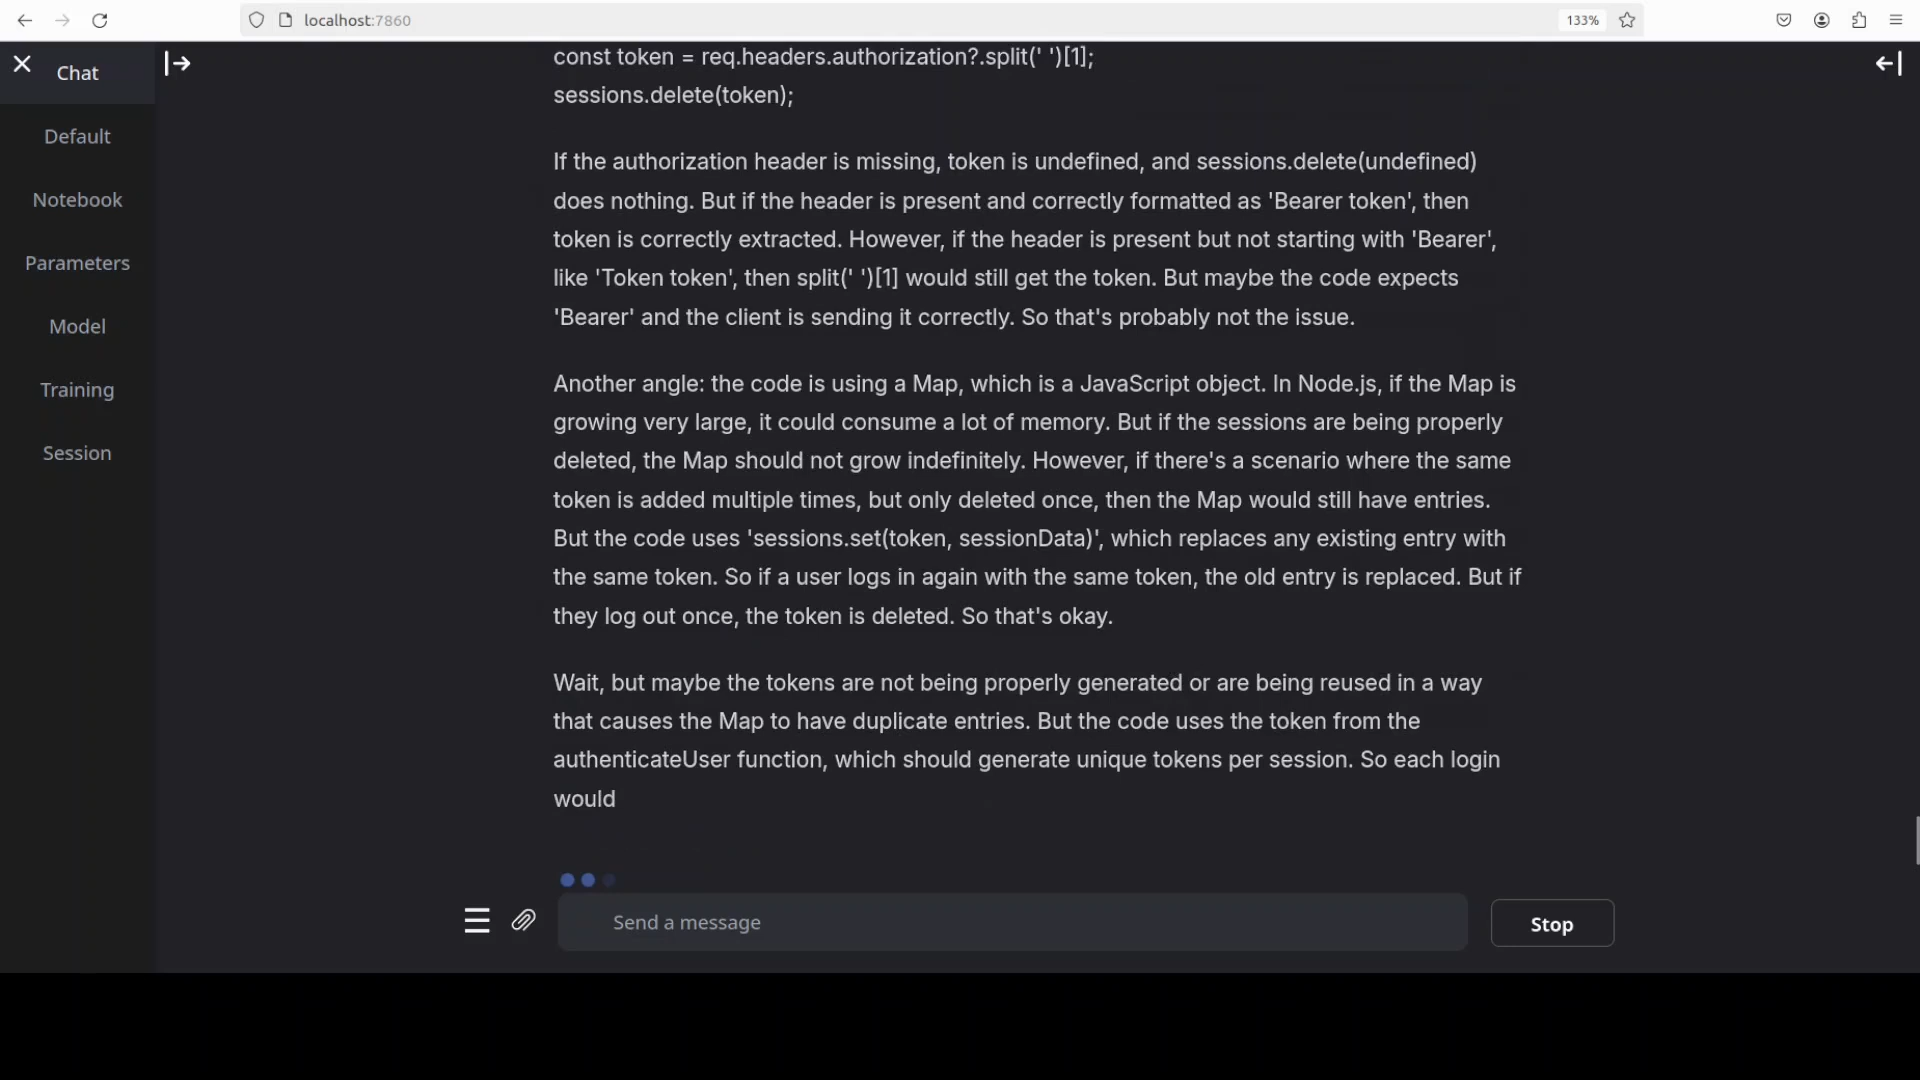 localhost:7860
133%
Chat
Default
Notebook
Parameters
Model
Training
Session
const token = req.headers.authorization?.split(' ')[1];
sessions.delete(token);
If the authorization header is missing, token is undefined, and sessions.delete(undefined)
does nothing. But if the header is present and correctly formatted as 'Bearer token', then
token is correctly extracted. However, if the header is present but not starting with 'Bearer',
like 'Token token', then split(' ')[1] would still get the token. But maybe the code expects
'Bearer' and the client is sending it correctly. So that's probably not the issue.
Another angle: the code is using a Map, which is a JavaScript object. In Node.js, if the Map is
growing very large, it could consume a lot of memory. But if the sessions are being properly
deleted, the Map should not grow indefinitely. However, if there's a scenario where the same
token is added multiple times, but only deleted once, then the Map would still have entries.
But the code uses 'sessions.set(token, sessionData)', which replaces any existing entry with
the same token. So if a user logs in again with the same token, the old entry is replaced. But if
they log out once, the token is deleted. So that's okay.
Wait, but maybe the tokens are not being properly generated or are being reused in a way
that causes the Map to have duplicate entries. But the code uses the token from the
authenticateUser function, which should generate unique tokens per session. So each login
would
Send a message
Stop